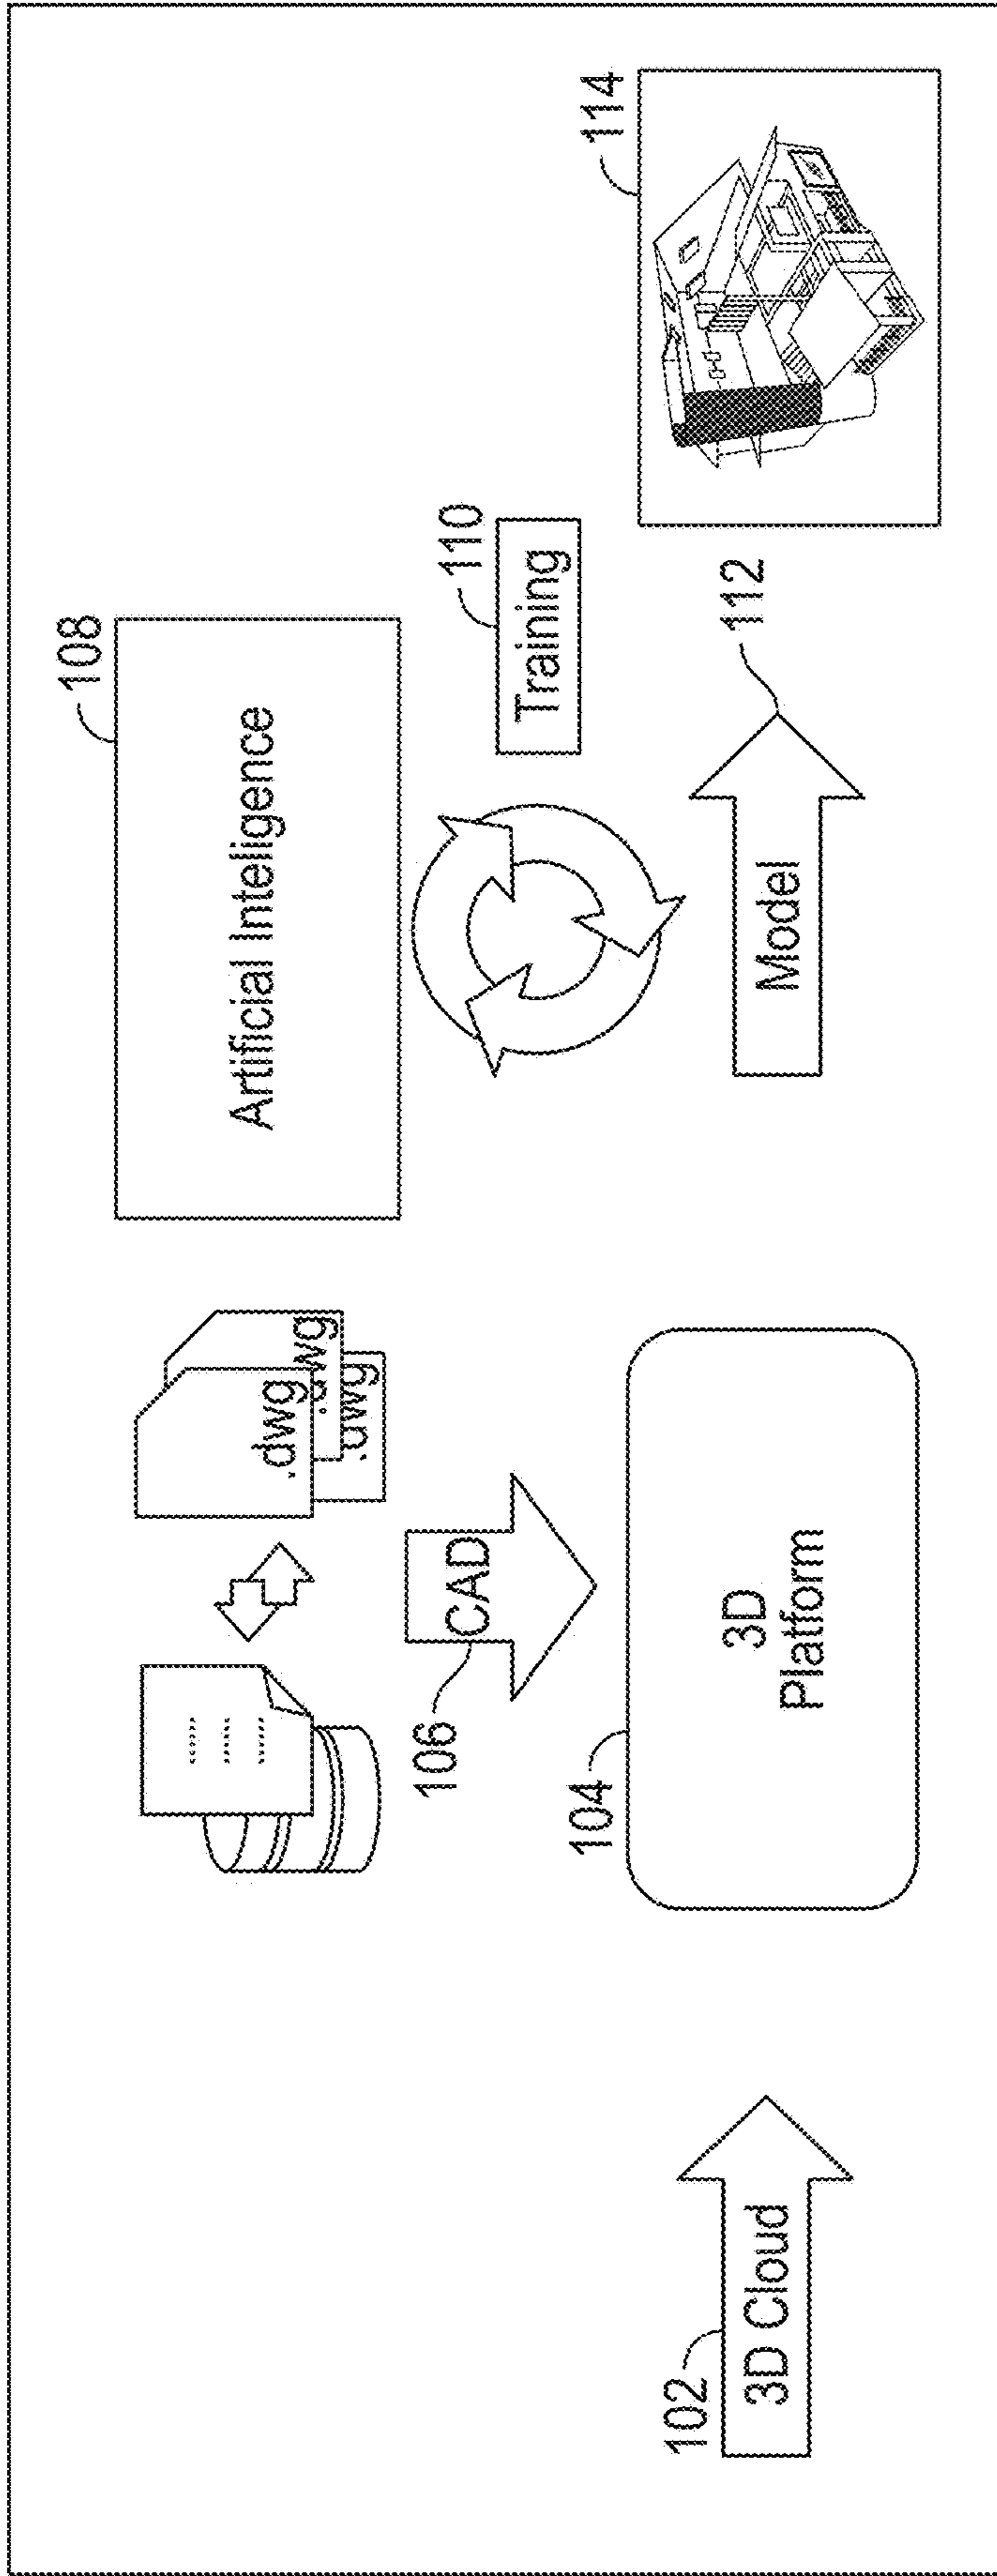 108
Artificial Inteligence
.dwg
.dwg
.dwg
106
CAD
110
Training
104
3D
Platform
114
102
3D Cloud
112
Model